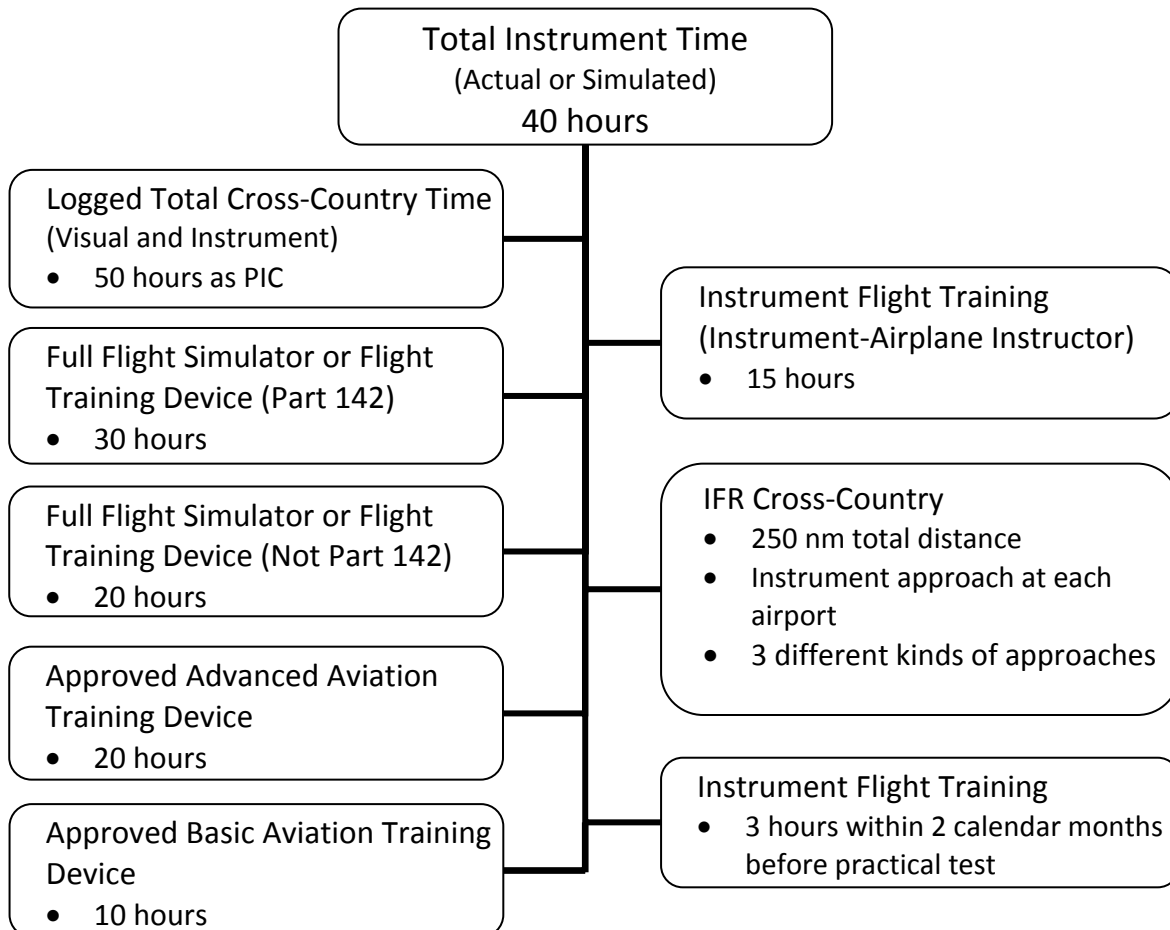 Total Instrument Time
(Actual or Simulated)
40 hours
Logged Total Cross-Country Time
(Visual and Instrument)
• 50 hours as PIC
Full Flight Simulator or Flight
Training Device (Part 142)
• 30 hours
Full Flight Simulator or Flight
Training Device (Not Part 142)
• 20 hours
Approved Advanced Aviation
Training Device
• 20 hours
Approved Basic Aviation Training
Device
• 10 hours
Instrument Flight Training
(Instrument-Airplane Instructor)
• 15 hours
IFR Cross-Country
• 250 nm total distance
• Instrument approach at each
airport
• 3 different kinds of approaches
Instrument Flight Training
• 3 hours within 2 calendar months
before practical test